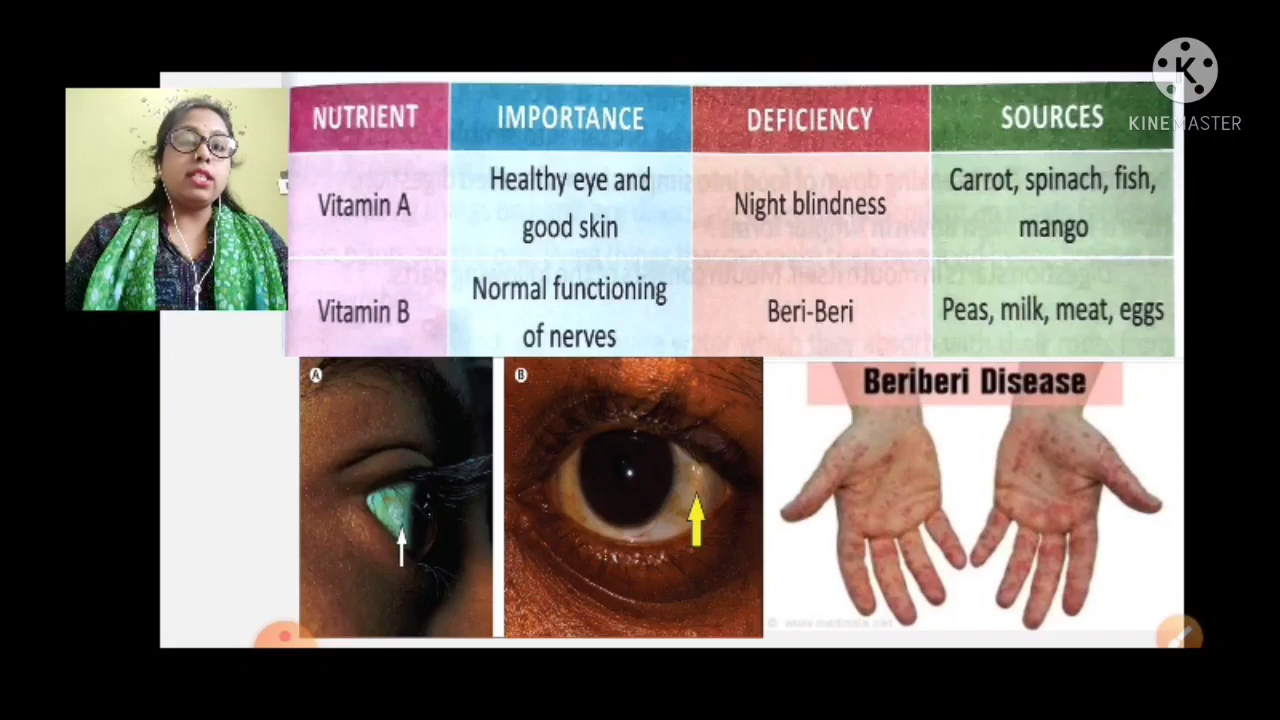 K
KINEMASTER
NUTRIENT
IMPORTANCE
DEFICIENCY
SOURCES
Vitamin A
Healthy eye and
good skin
Night blindness
Carrot, spinach, fish,
mango
Vitamin B
Normal functioning
of nerves
Beri-Beri
Peas, milk, meat, eggs
A
B
Beriberi Disease